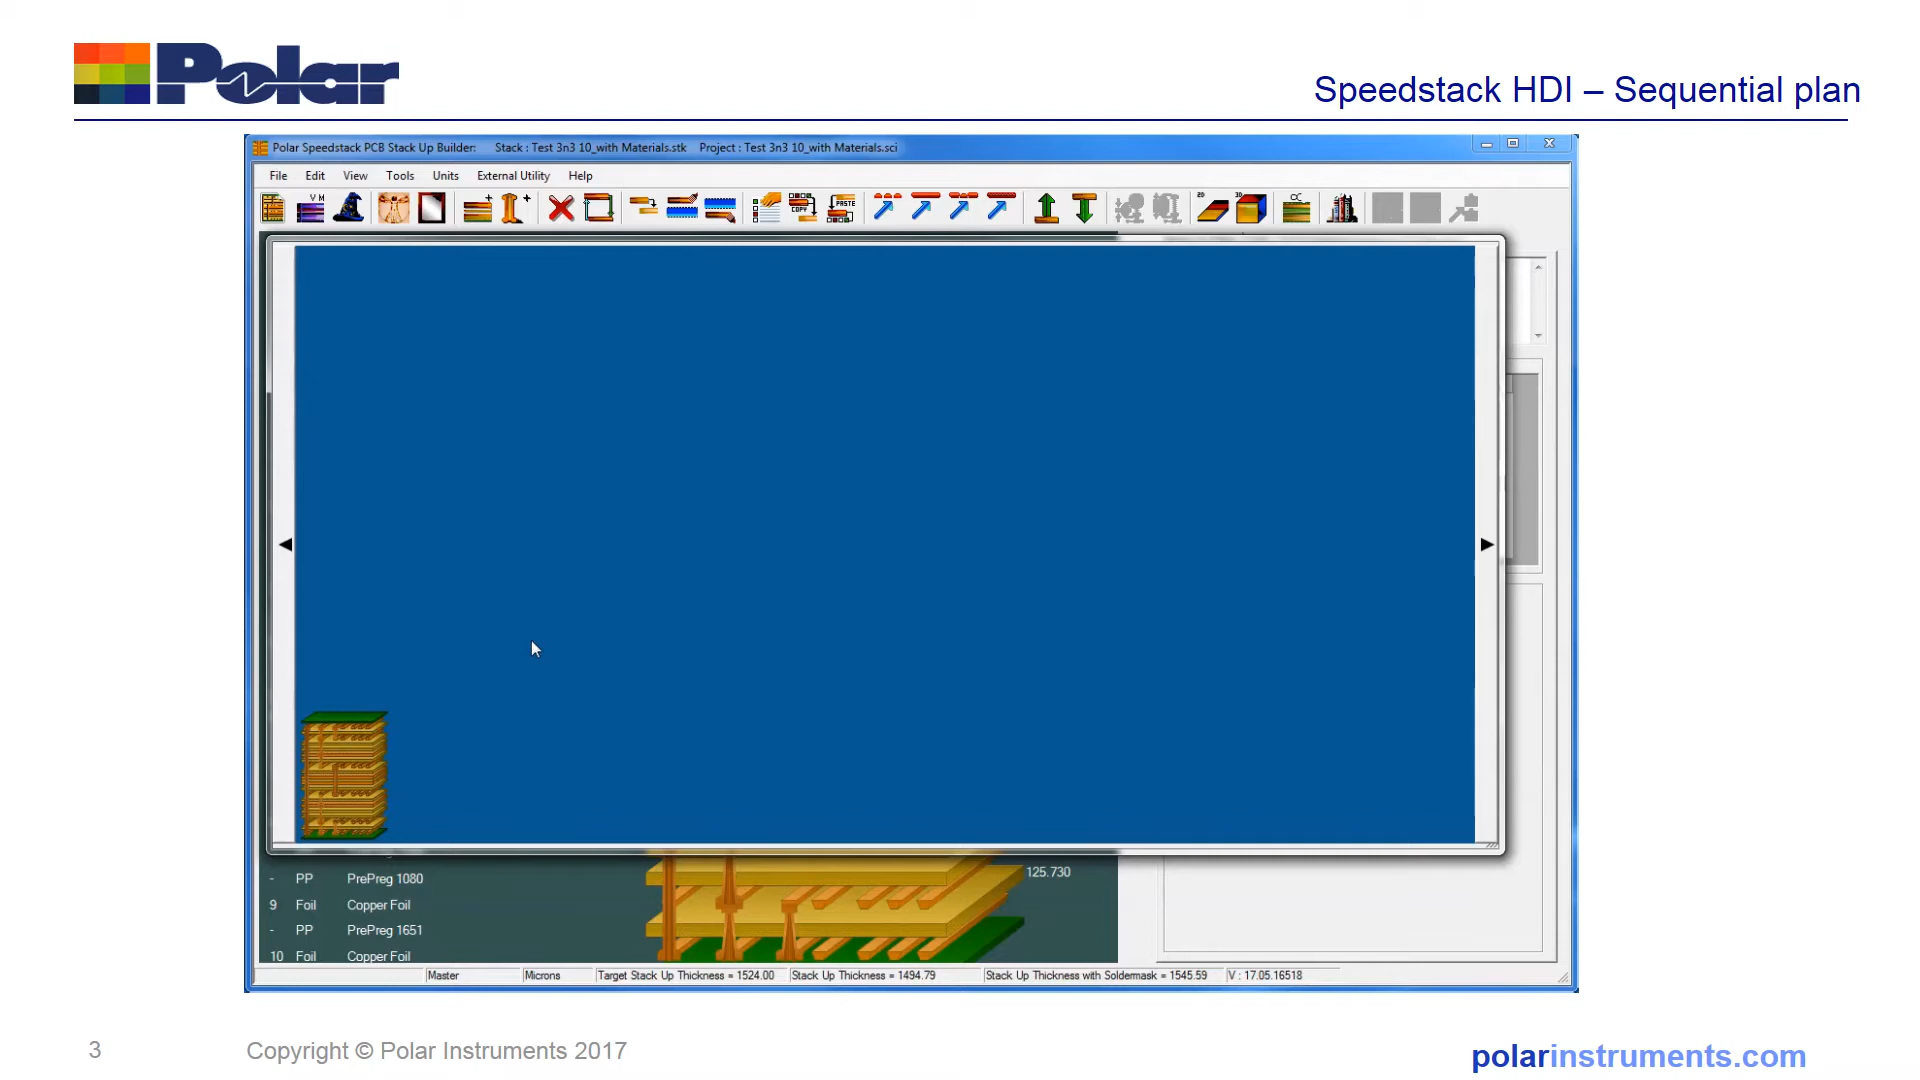 Polar
Speedstack HDI – Sequential plan
Polar Speedstack PCB Stack Up Builder: Stack : Test 3n3 10_with Materials.stk Project : Test 3n3 10_with Materials.sci
File Edit View Tools Units External Utility Help
V M
COPY
PASTE
2D
3D
- PP PrePreg 1080
125.730
9 Foil Copper Foil
- PP PrePreg 1651
10 Foil Copper Foil
Master Microns Target Stack Up Thickness = 1524.00 Stack Up Thickness = 1494.79 Stack Up Thickness with Soldermask = 1545.59 V : 17.05.16518
3 Copyright © Polar Instruments 2017
polarinstruments.com